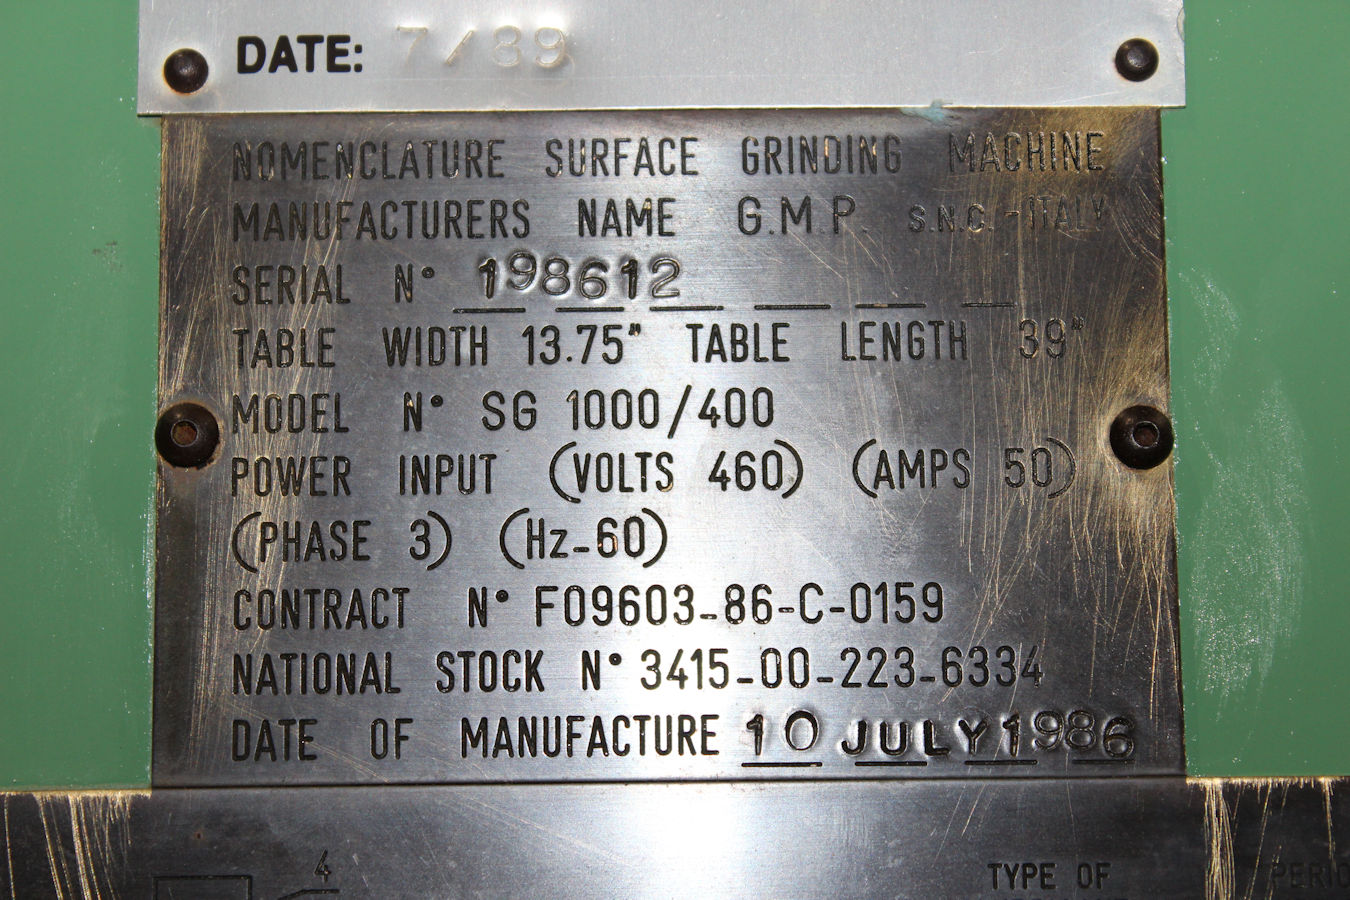 DATE: 7/89
NOMENCLATURE SURFACE GRINDING MACHINE
MANUFACTURERS NAME G.M.P. S.N.C.-ITALY
SERIAL N° 198612
TABLE WIDTH 13.75" TABLE LENGTH 39"
MODEL N° SG 1000/400
POWER INPUT (VOLTS 460) (AMPS 50)
(PHASE 3) (Hz-60)
CONTRACT N° F09603-86-C-0159
NATIONAL STOCK N° 3415-00-223-6334
DATE OF MANUFACTURE 10 JULY 1986
4
TYPE OF